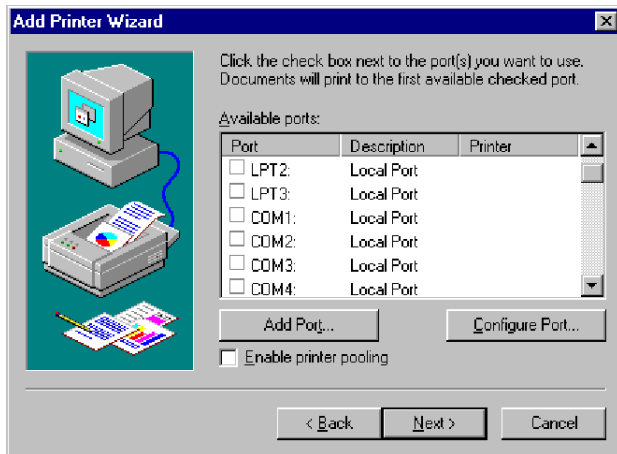 Add Printer Wizard
Click the check box next to the port(s) you want to use.
Documents will print to the first available checked port.
Available ports:
Port Description Printer
LPT2: Local Port
LPT3: Local Port
COM1: Local Port
COM2: Local Port
COM3: Local Port
COM4: Local Port
Add Port... Configure Port...
Enable printer pooling
< Back Next > Cancel